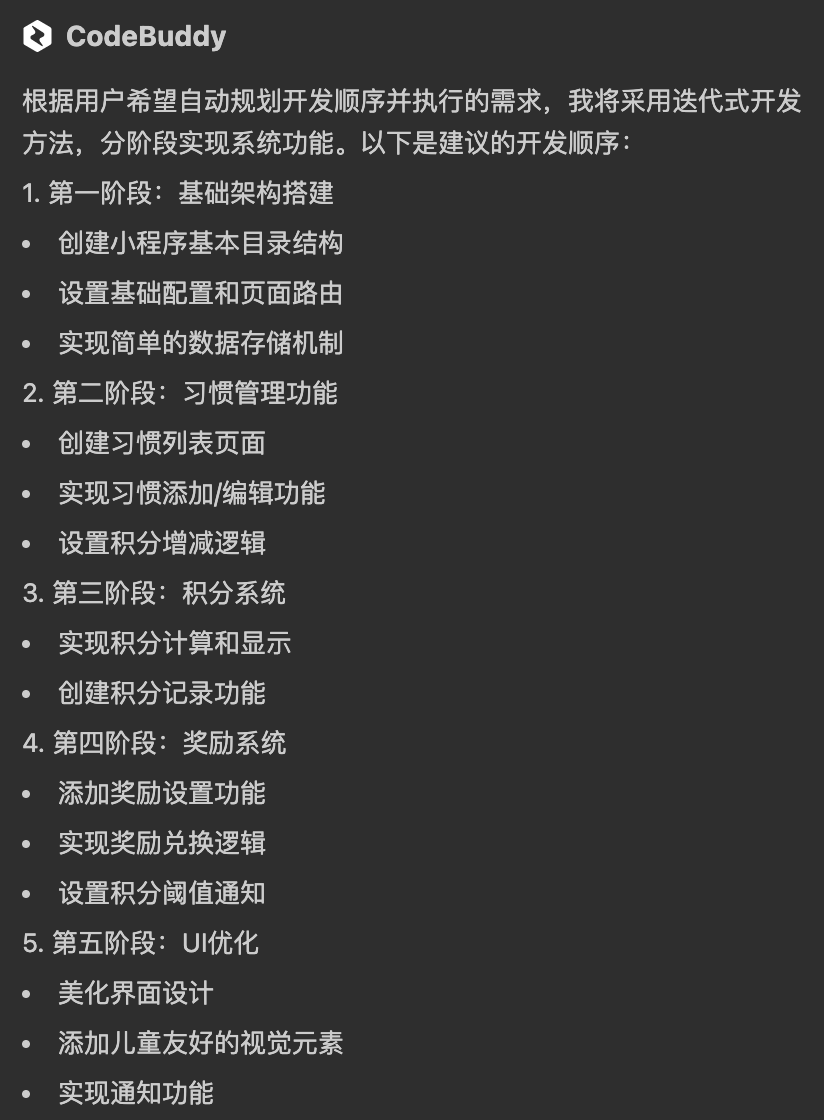 CodeBuddy
根据用户希望自动规划开发顺序并执行的需求，我将采用迭代式开发
方法，分阶段实现系统功能。以下是建议的开发顺序：
1. 第一阶段：基础架构搭建
• 创建小程序基本目录结构
• 设置基础配置和页面路由
• 实现简单的数据存储机制
2. 第二阶段：习惯管理功能
• 创建习惯列表页面
• 实现习惯添加/编辑功能
• 设置积分增减逻辑
3. 第三阶段：积分系统
• 实现积分计算和显示
• 创建积分记录功能
4. 第四阶段：奖励系统
• 添加奖励设置功能
• 实现奖励兑换逻辑
• 设置积分阈值通知
5. 第五阶段：UI优化
• 美化界面设计
• 添加儿童友好的视觉元素
• 实现通知功能